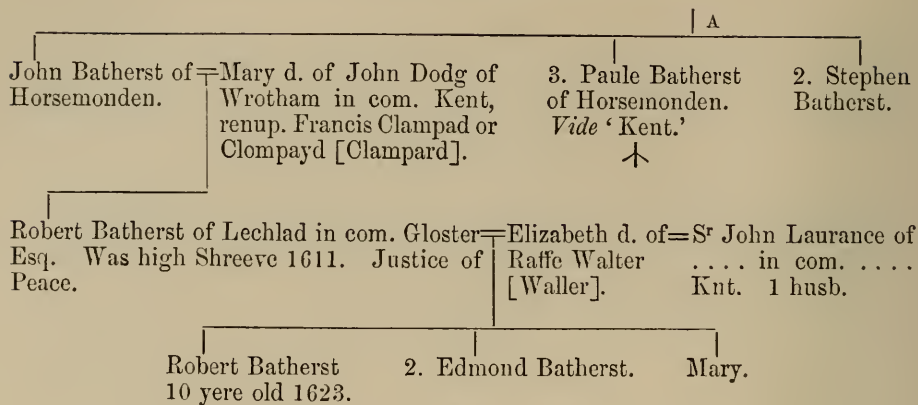 A
John Batherst of
Horsemonden.
Mary d. of John Dodg of
Wrotham in com. Kent,
renup. Francis Clampad or
Clompayd [Clampard].
3. Paule Batherst
of Horsemonden.
Vide ‘ Kent.’
2. Stephen
Batherst.
Robert Batherst of Lechlad in com. Gloster
Esq. Was high Shreeve 1611. Justice of
Peace.
Elizabeth d. of
Raffe Walter
[Waller].
Sr John Laurance of
. . . . in com. . . . .
Knt. 1 husb.
Robert Batherst
10 yere old 1623.
2. Edmond Batherst.
Mary.